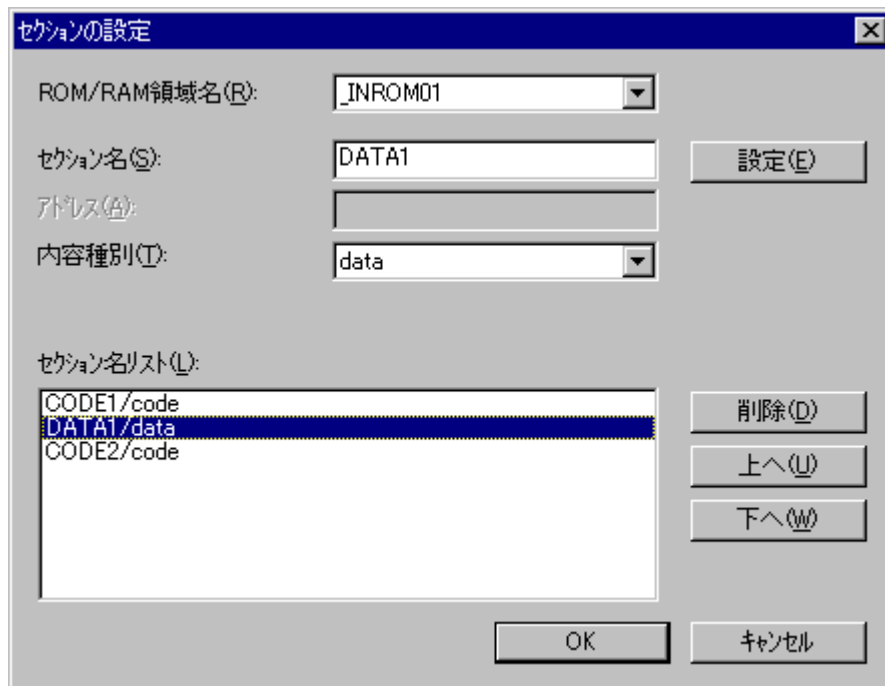 セクションの設定
ROM/RAM領域名(R):
_INROM01
セクション名(S):
DATA1
設定(E)
アドレス(A):
内容種別(T):
data
セクション名リスト(L):
CODE1/code
DATA1/data
CODE2/code
削除(D)
上へ(U)
下へ(W)
OK
キャンセル